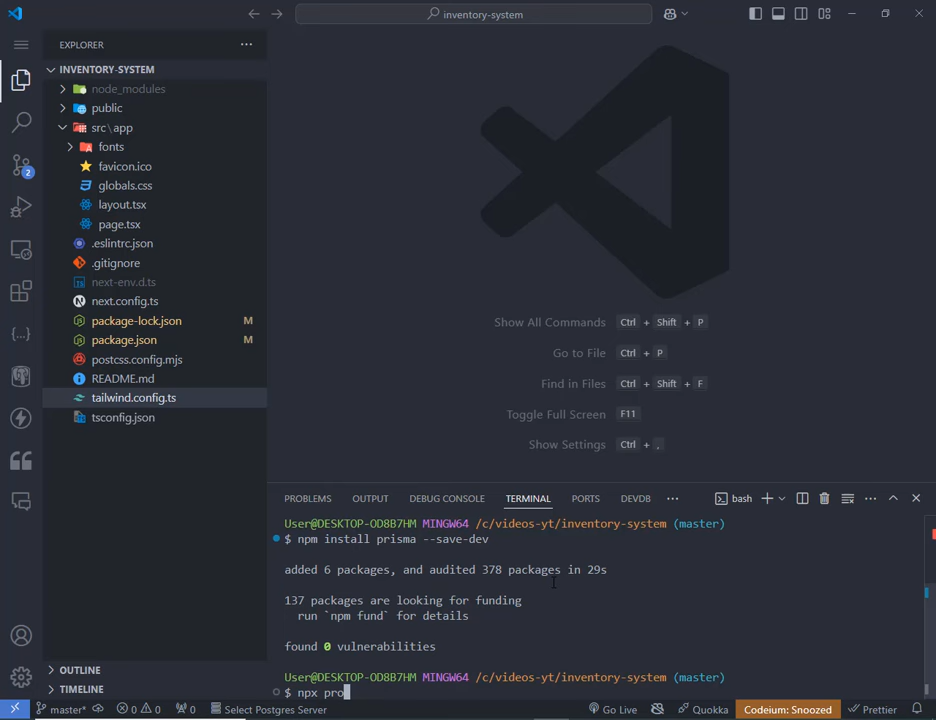 inventory-system
EXPLORER
INVENTORY-SYSTEM
node_modules
public
src\app
fonts
favicon.ico
globals.css
layout.tsx
page.tsx
.eslintrc.json
.gitignore
next-env.d.ts
next.config.ts
package-lock.json M
package.json M
postcss.config.mjs
README.md
tailwind.config.ts
tsconfig.json
OUTLINE
TIMELINE
2
Show All Commands Ctrl + Shift + P
Go to File Ctrl + P
Find in Files Ctrl + Shift + F
Toggle Full Screen F11
Show Settings Ctrl + ,
PROBLEMS OUTPUT DEBUG CONSOLE TERMINAL PORTS DEVDB bash
User@DESKTOP-OD8B7HM MINGW64 /c/videos-yt/inventory-system (master)
$ npm install prisma --save-dev
added 6 packages, and audited 378 packages in 29s
137 packages are looking for funding
run `npm fund` for details
found 0 vulnerabilities
User@DESKTOP-OD8B7HM MINGW64 /c/videos-yt/inventory-system (master)
$ npx pro
master* 0 0 0 Select Postgres Server Go Live Quokka Codeium: Snoozed Prettier